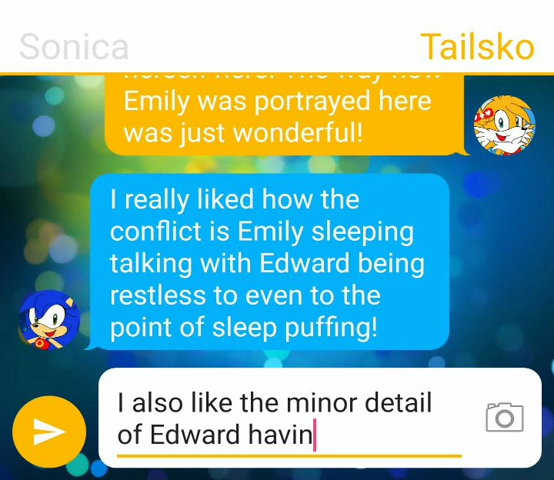 Sonica
Tailsko
Emily was portrayed here
was just wonderful!
I really liked how the
conflict is Emily sleeping
talking with Edward being
restless to even to the
point of sleep puffing!
I also like the minor detail
of Edward havin